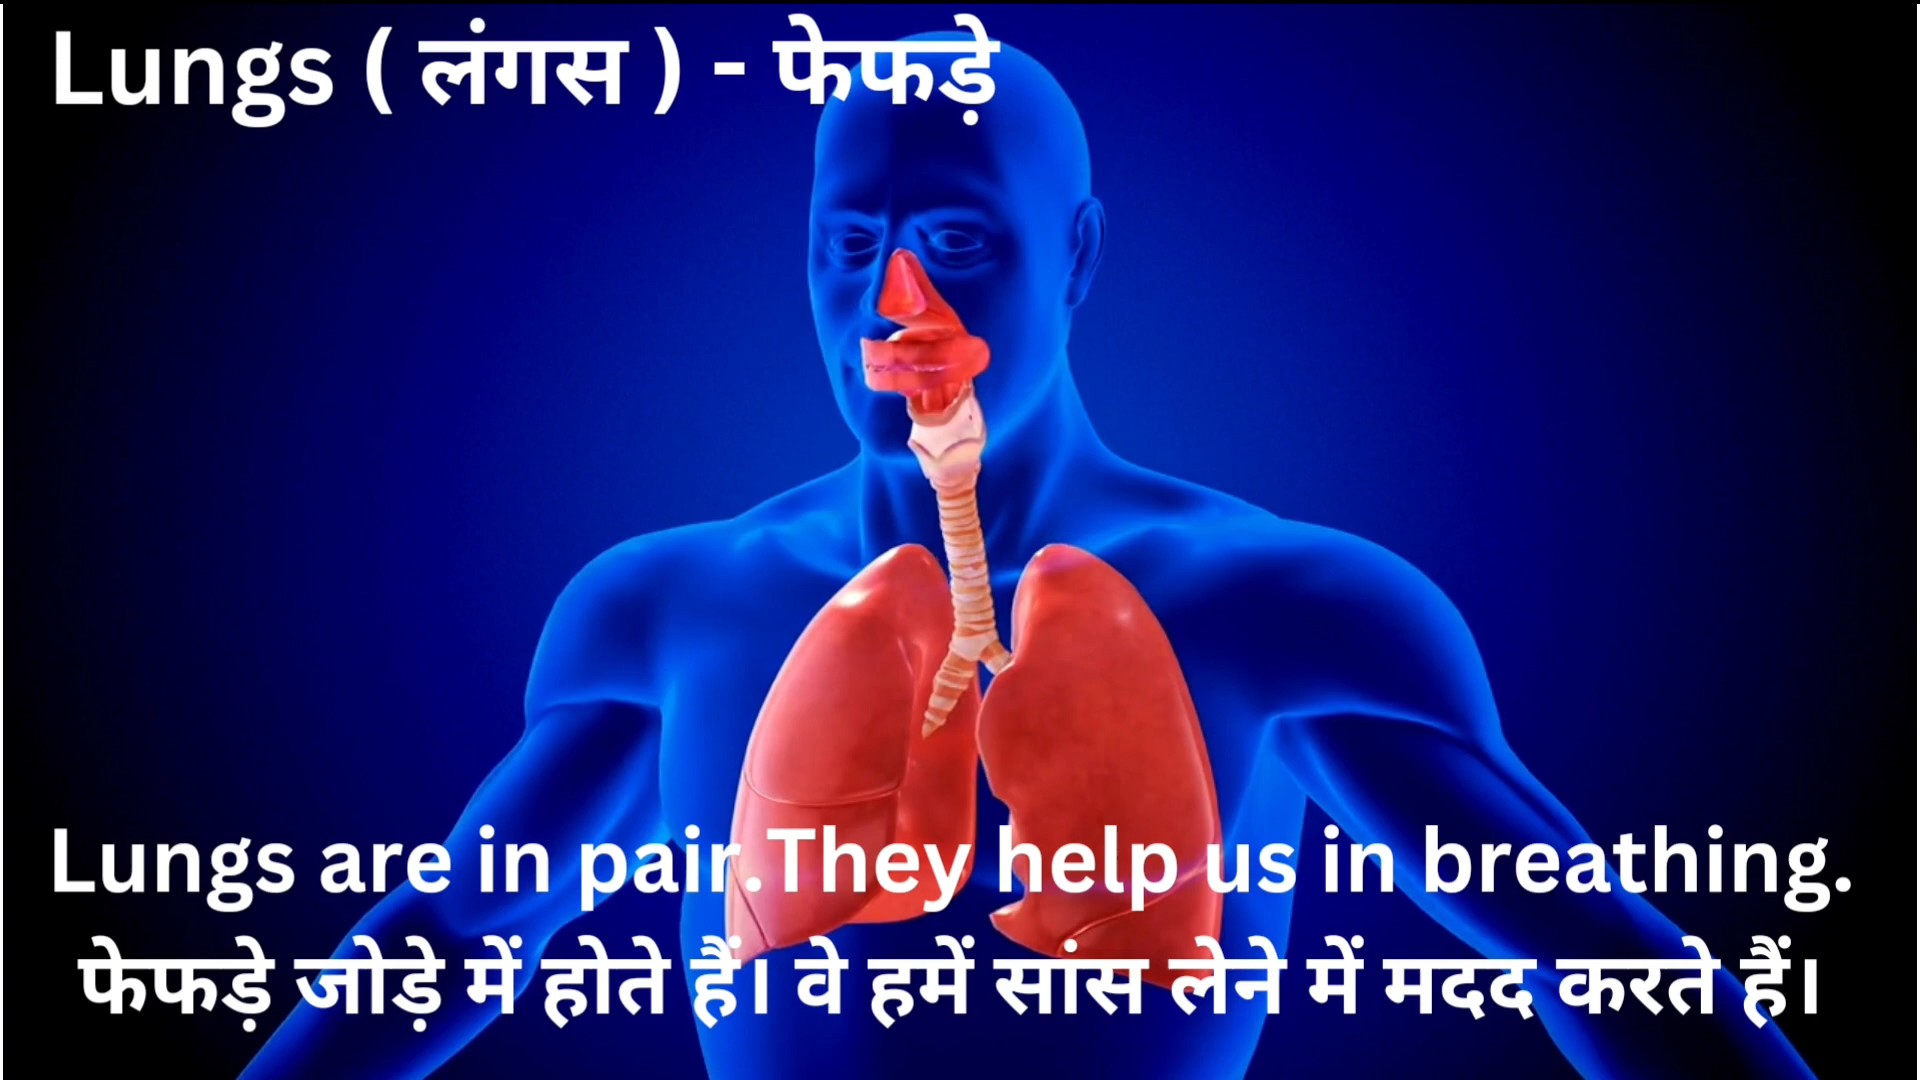 Lungs ( लंगस ) - फेफड़े
Lungs are in pair.They help us in breathing.
फेफड़े जोड़े में होते हैं। वे हमें सांस लेने में मदद करते हैं।